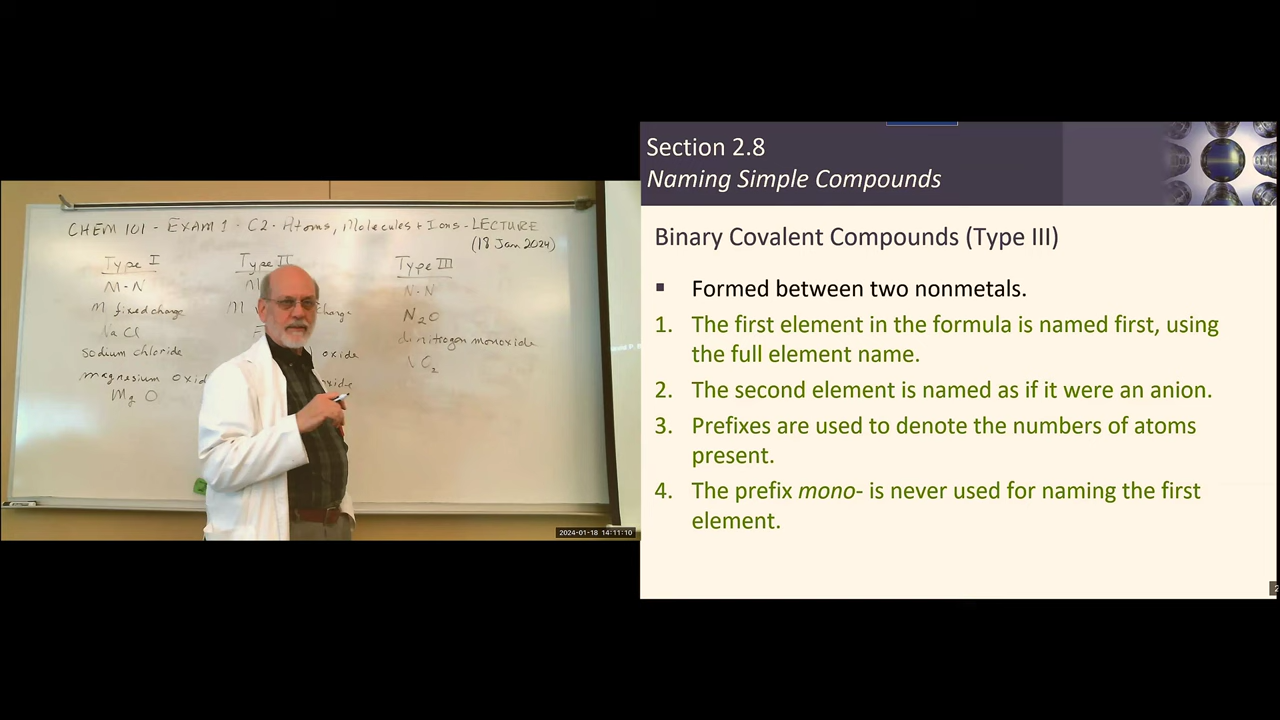 CHEM 101 - EXAM 1 - C2 - Atoms, Molecules + Ions - LECTURE
(18 Jan 2024)
Type I
Type II
Type III
M - N
M
N - N
M fixed charge
M
N2O
Na Cl
dinitrogen monoxide
sodium chloride
oxide
O2
magnesium
oxide
Mg O
2024-01-18 14:11:10
Section 2.8
Naming Simple Compounds
Binary Covalent Compounds (Type III)
▪ Formed between two nonmetals.
1. The first element in the formula is named first, using
the full element name.
2. The second element is named as if it were an anion.
3. Prefixes are used to denote the numbers of atoms
present.
4. The prefix mono- is never used for naming the first
element.